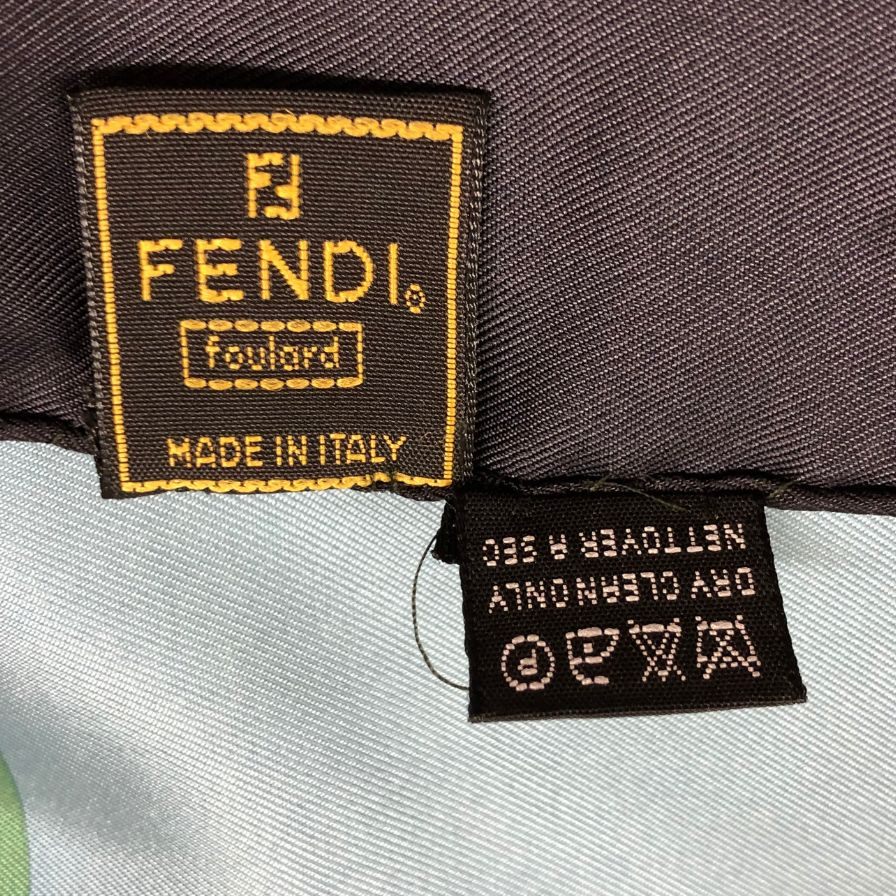 FENDI®
foulard
MADE IN ITALY
DRY CLEAN ONLY
NETTOYER A SEC